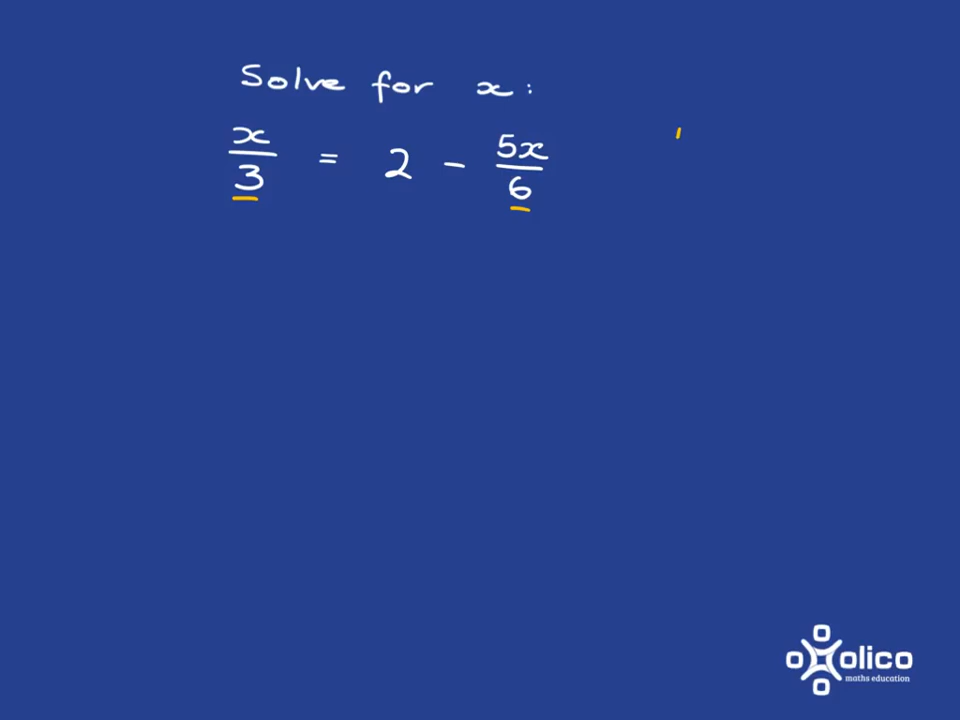 Solve for x:
x/3 = 2 - 5x/6
olico
maths education